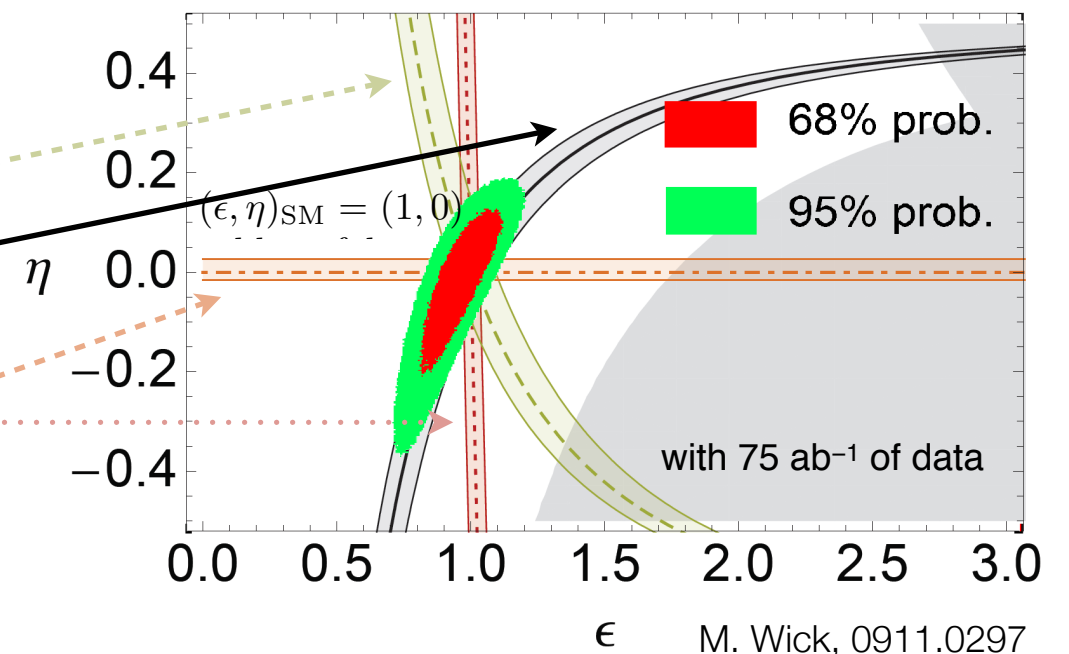 0.4
0.2
0.0
−0.2
−0.4
η
(ϵ, η)SM = (1, 0)
68% prob.
95% prob.
with 75 ab⁻¹ of data
0.0 0.5 1.0 1.5 2.0 2.5 3.0
ϵ
M. Wick, 0911.0297